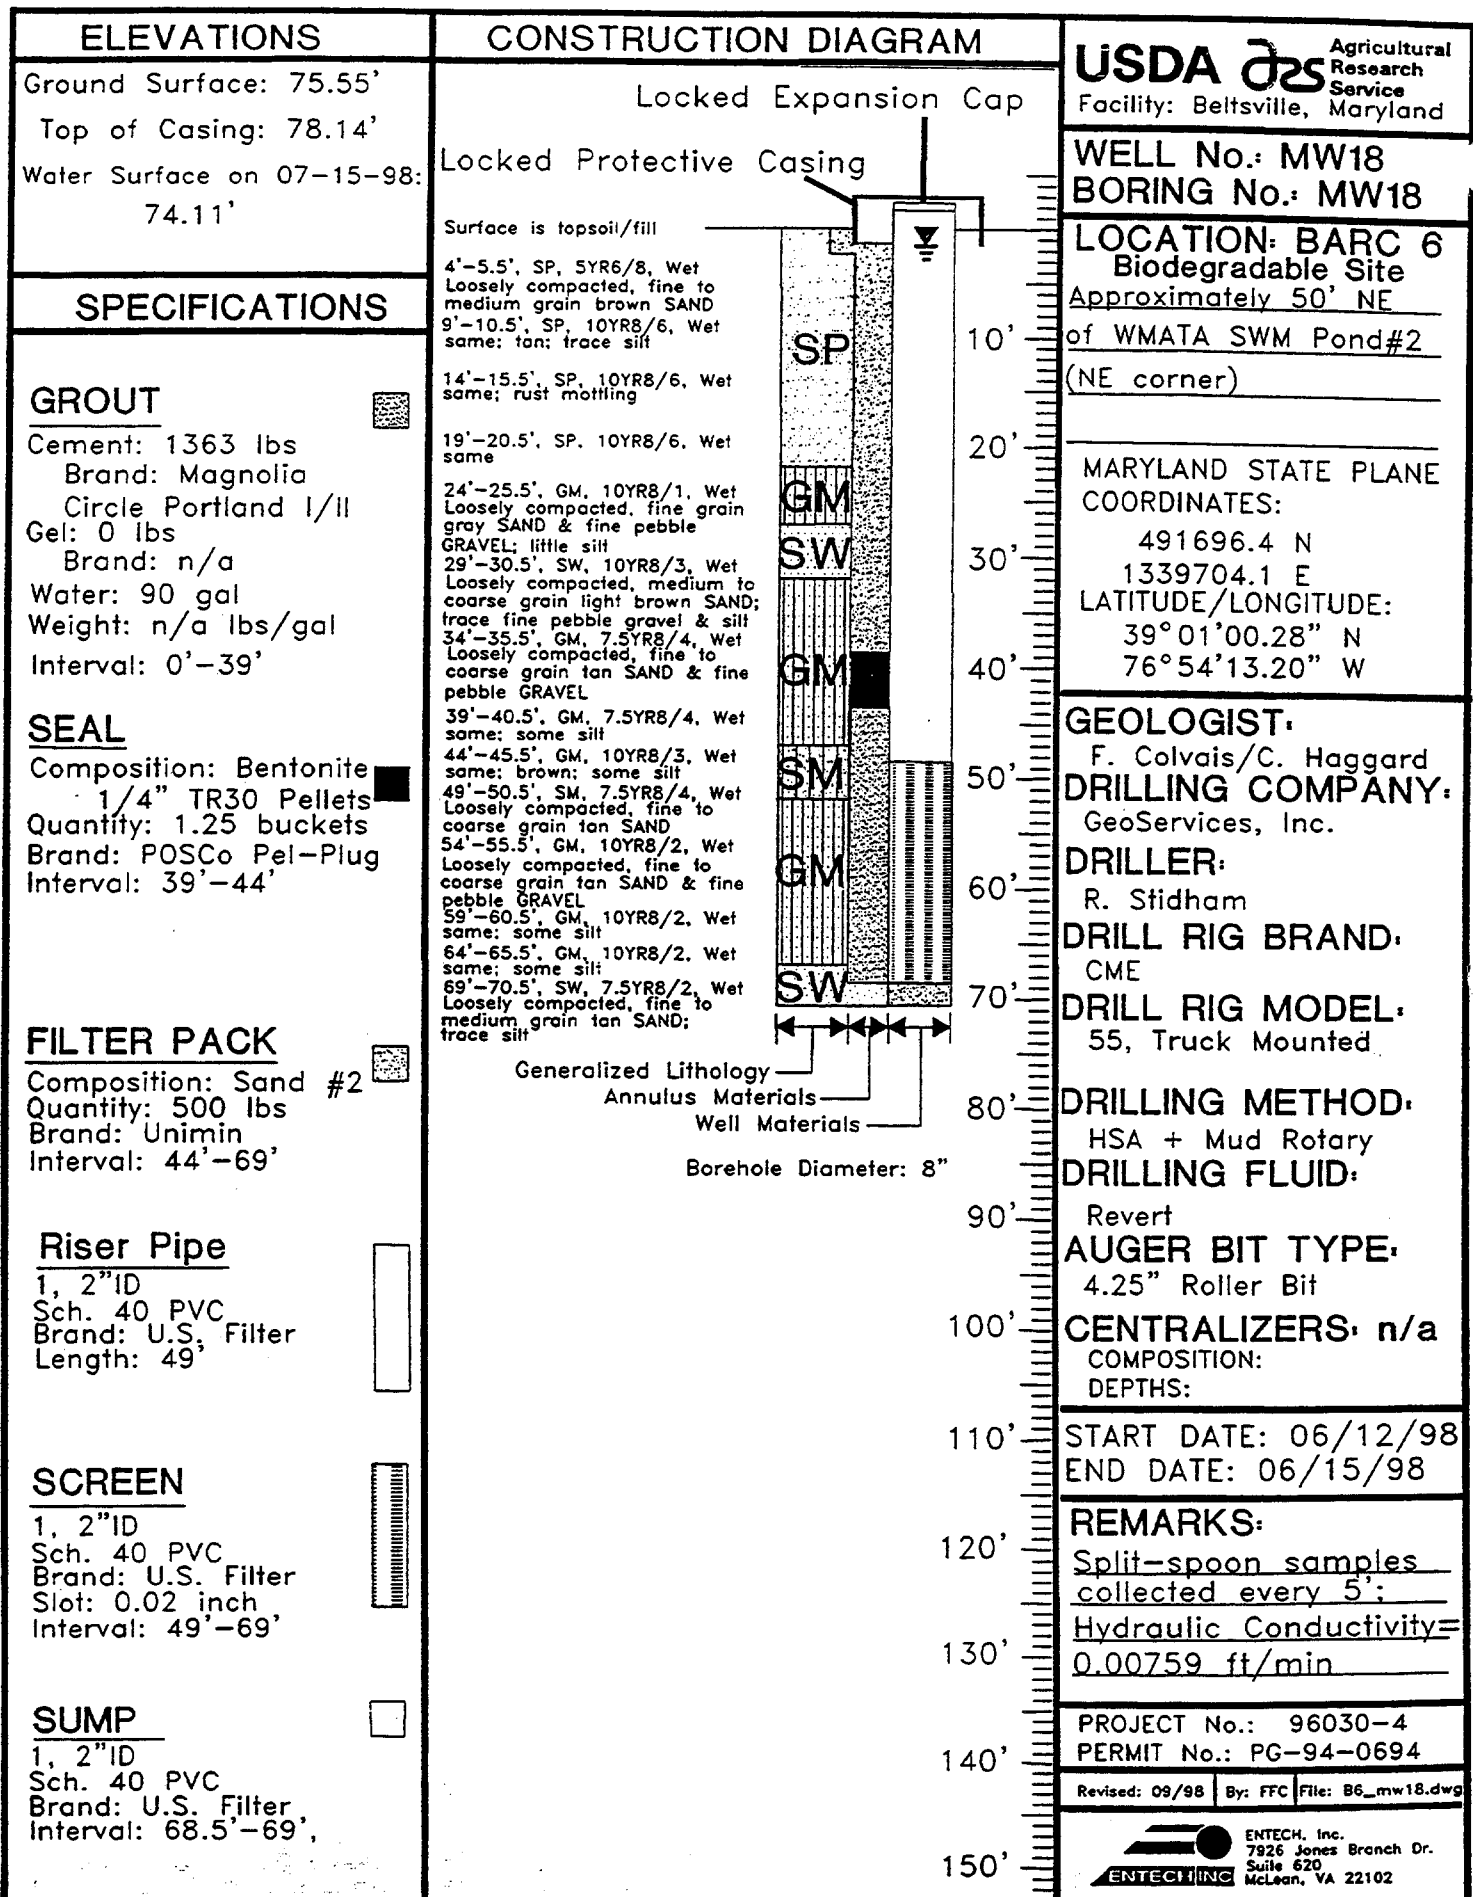 ELEVATIONS
Ground Surface: 75.55'
Top of Casing: 78.14'
Water Surface on 07-15-98:
74.11'
SPECIFICATIONS
GROUT
Cement: 1363 lbs
Brand: Magnolia
Circle Portland I/II
Gel: 0 lbs
Brand: n/a
Water: 90 gal
Weight: n/a lbs/gal
Interval: 0'-39'
SEAL
Composition: Bentonite
1/4" TR30 Pellets
Quantity: 1.25 buckets
Brand: POSCo Pel-Plug
Interval: 39'-44'
FILTER PACK
Composition: Sand #2
Quantity: 500 lbs
Brand: Unimin
Interval: 44'-69'
Riser Pipe
1, 2"ID
Sch. 40 PVC
Brand: U.S. Filter
Length: 49'
SCREEN
1, 2"ID
Sch. 40 PVC
Brand: U.S. Filter
Slot: 0.02 inch
Interval: 49'-69'
SUMP
1, 2"ID
Sch. 40 PVC
Brand: U.S. Filter
Interval: 68.5'-69',
CONSTRUCTION DIAGRAM
Locked Expansion Cap
Locked Protective Casing
Surface is topsoil/fill
4'-5.5', SP, 5YR6/8, Wet
Loosely compacted, fine to
medium grain brown SAND
9'-10.5', SP, 10YR8/6, Wet
same; tan; trace silt
14'-15.5', SP, 10YR8/6, Wet
same; rust mottling
19'-20.5', SP, 10YR8/6, Wet
same
24'-25.5', GM, 10YR8/1, Wet
Loosely compacted, fine grain
gray SAND & fine pebble
GRAVEL; little silt
29'-30.5', SW, 10YR8/3, Wet
Loosely compacted, medium to
coarse grain light brown SAND;
trace fine pebble gravel & silt
34'-35.5', GM, 7.5YR8/4, Wet
Loosely compacted, fine to
coarse grain tan SAND & fine
pebble GRAVEL
39'-40.5', GM, 7.5YR8/4, Wet
same; some silt
44'-45.5', GM, 10YR8/3, Wet
same; brown; some silt
49'-50.5', SM, 7.5YR8/4, Wet
Loosely compacted, fine to
coarse grain tan SAND
54'-55.5', GM, 10YR8/2, Wet
Loosely compacted, fine to
coarse grain tan SAND & fine
pebble GRAVEL
59'-60.5', GM, 10YR8/2, Wet
same; some silt
64'-65.5', GM, 10YR8/2, Wet
same; some silt
69'-70.5', SW, 7.5YR8/2, Wet
Loosely compacted, fine to
medium grain tan SAND;
trace silt
SP
GM
SW
GM
SM
GM
SW
Generalized Lithology
Annulus Materials
Well Materials
Borehole Diameter: 8"
10'
20'
30'
40'
50'
60'
70'
80'
90'
100'
110'
120'
130'
140'
150'
USDA ars Agricultural
Research
Service
Facility: Beltsville, Maryland
WELL No.: MW18
BORING No.: MW18
LOCATION: BARC 6
Biodegradable Site
Approximately 50' NE
of WMATA SWM Pond#2
(NE corner)
MARYLAND STATE PLANE
COORDINATES:
491696.4 N
1339704.1 E
LATITUDE/LONGITUDE:
39°01'00.28" N
76°54'13.20" W
GEOLOGIST:
F. Colvais/C. Haggard
DRILLING COMPANY:
GeoServices, Inc.
DRILLER:
R. Stidham
DRILL RIG BRAND:
CME
DRILL RIG MODEL:
55, Truck Mounted
DRILLING METHOD:
HSA + Mud Rotary
DRILLING FLUID:
Revert
AUGER BIT TYPE:
4.25" Roller Bit
CENTRALIZERS: n/a
COMPOSITION:
DEPTHS:
START DATE: 06/12/98
END DATE: 06/15/98
REMARKS:
Split-spoon samples
collected every 5';
Hydraulic Conductivity=
0.00759 ft/min
PROJECT No.: 96030-4
PERMIT No.: PG-94-0694
Revised: 09/98 By: FFC File: B6_mw18.dwg
ENTECH INC
ENTECH, Inc.
7926 Jones Branch Dr.
Suite 620
McLean, VA 22102